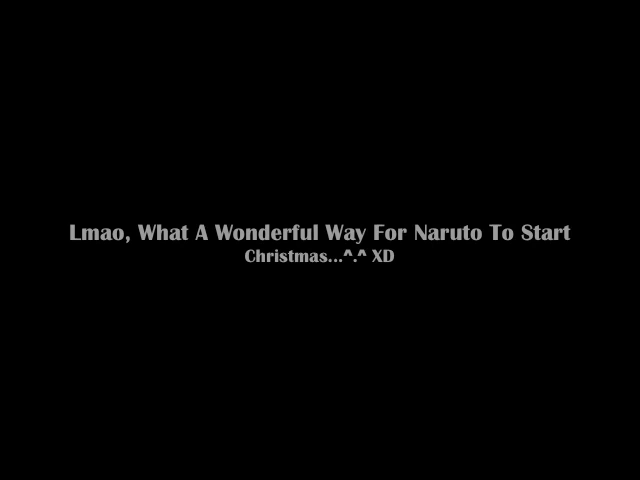 Lmao, What A Wonderful Way For Naruto To Start
Christmas...^.^ XD